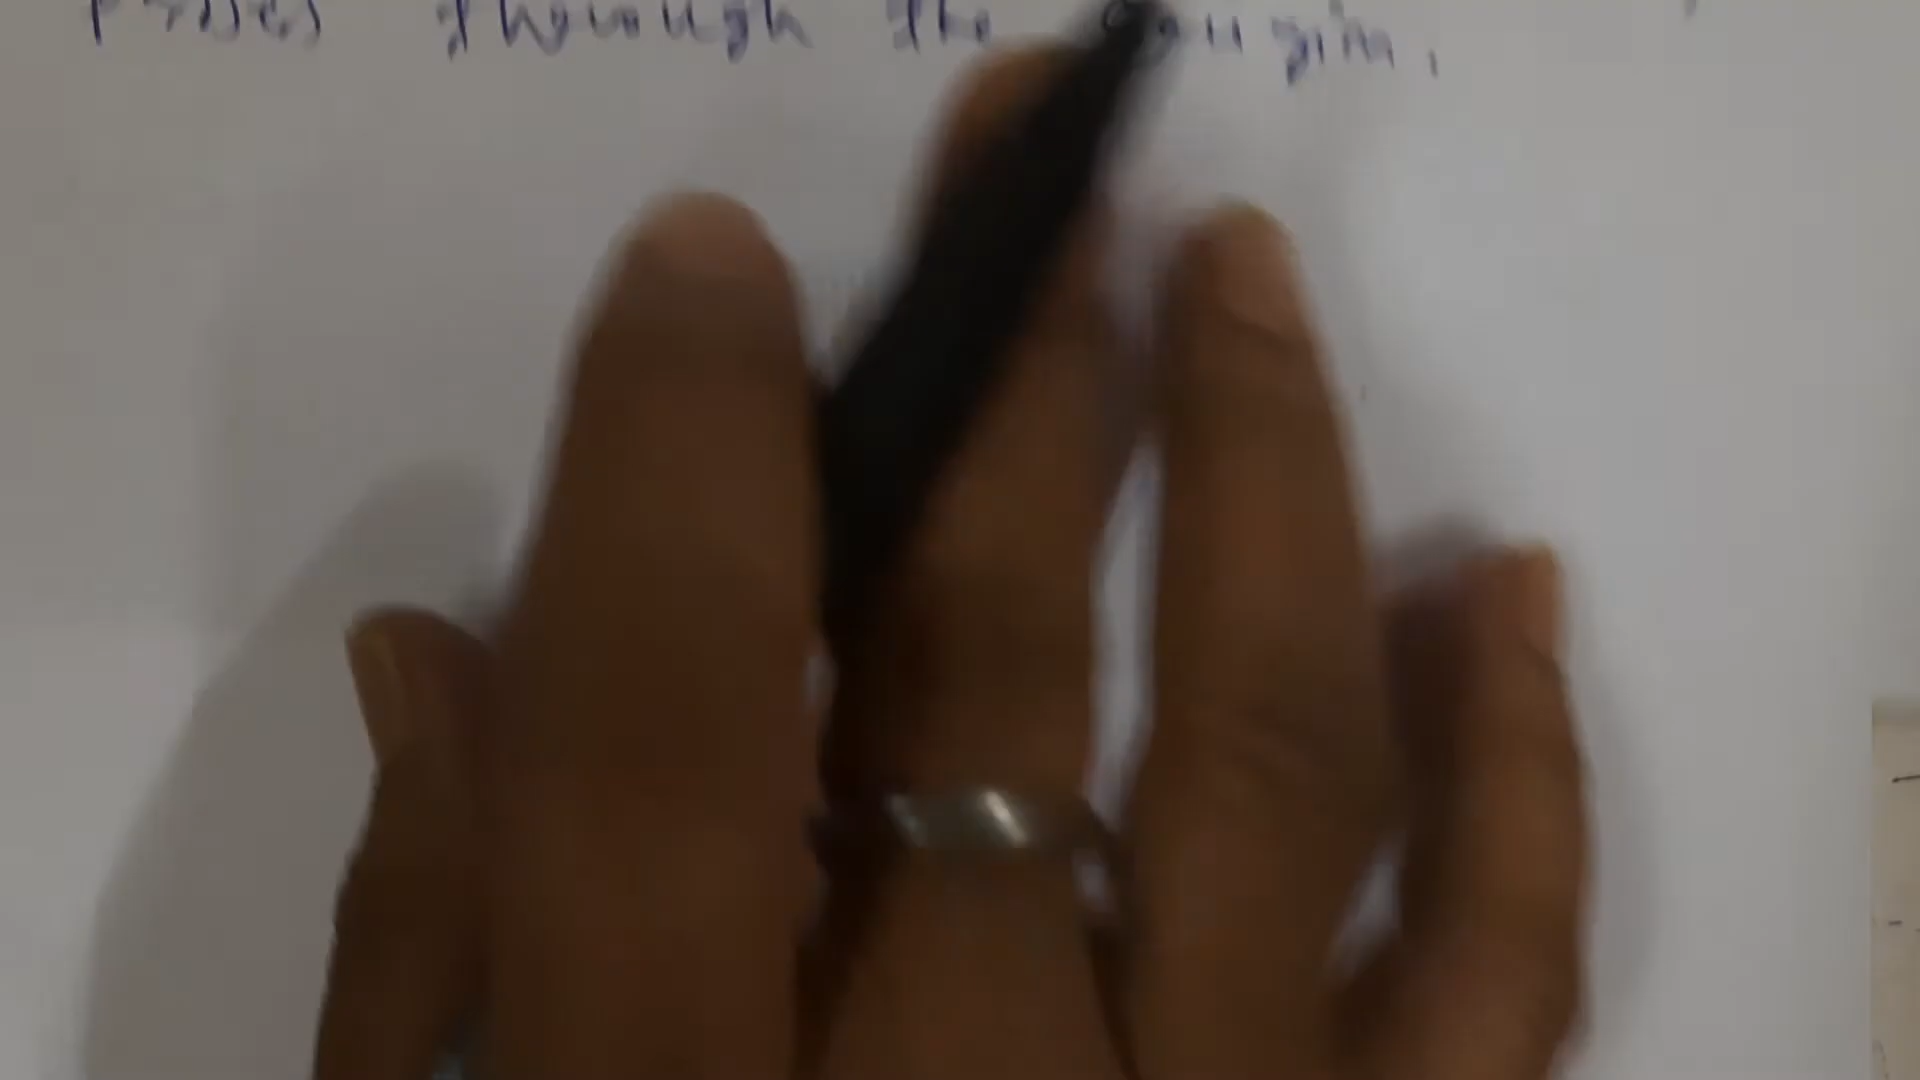 passes through the origin.